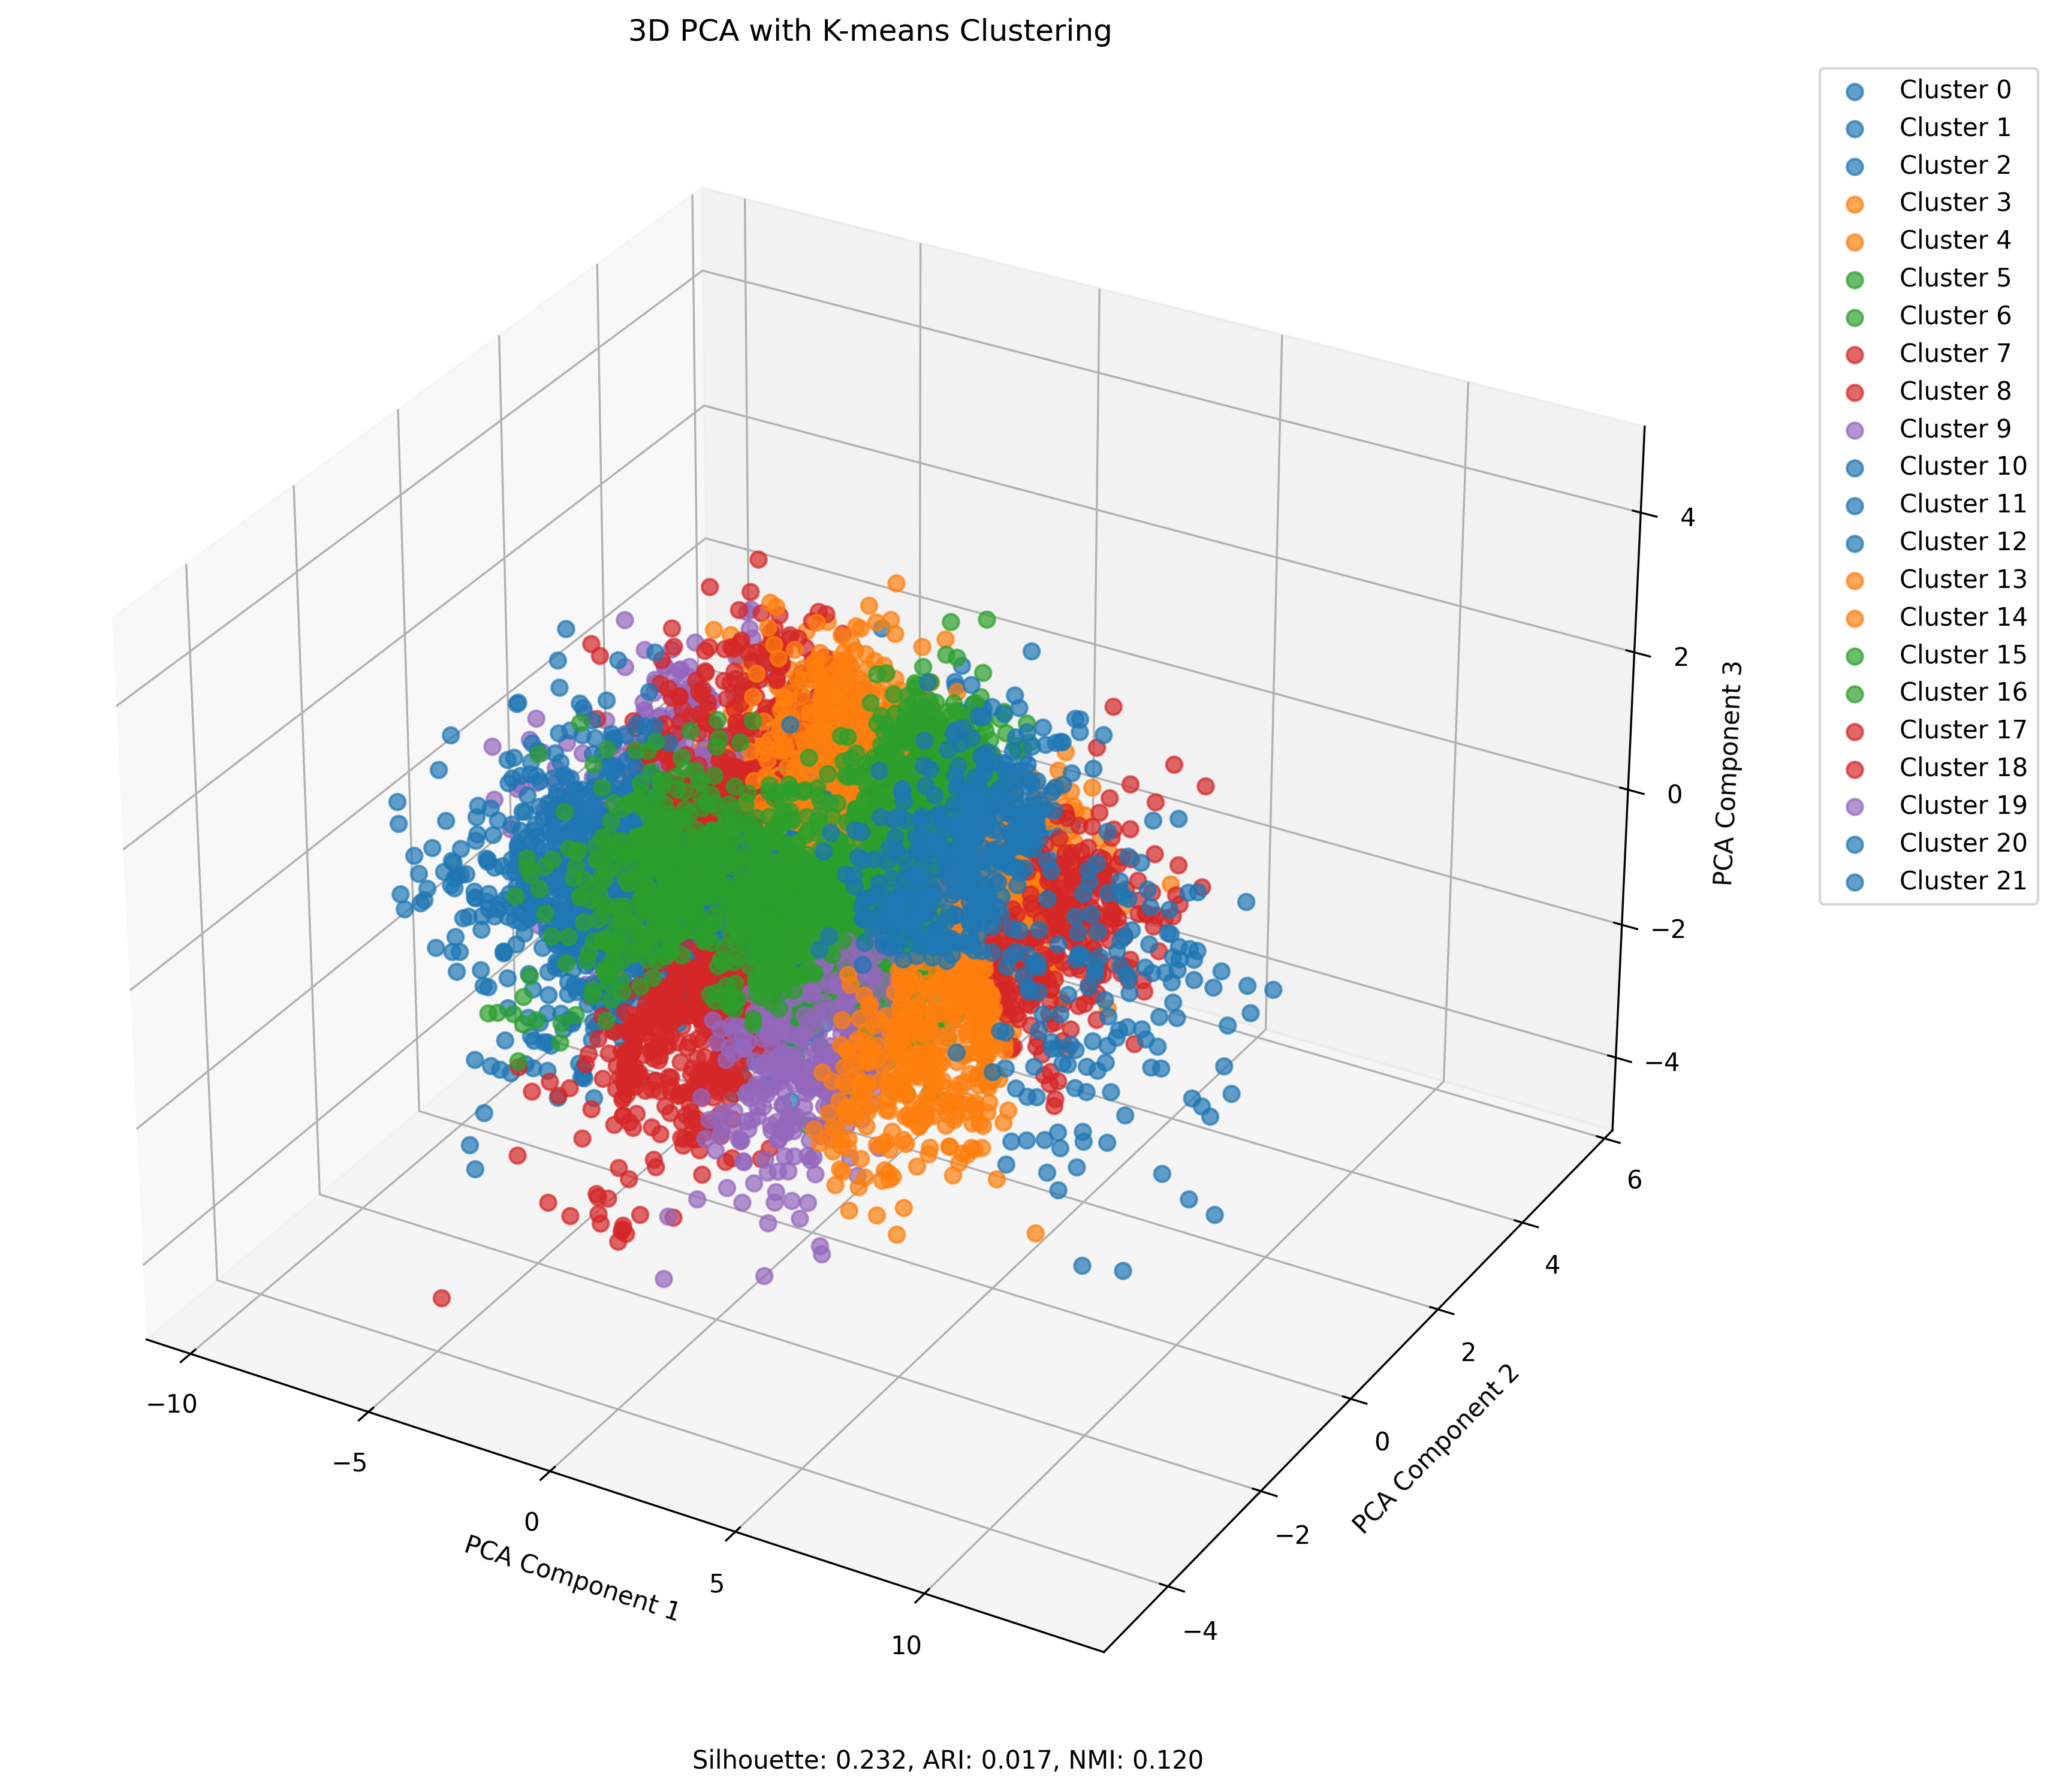 3D PCA with K-means Clustering
Cluster 0
Cluster 1
Cluster 2
Cluster 3
Cluster 4
Cluster 5
Cluster 6
Cluster 7
Cluster 8
Cluster 9
Cluster 10
Cluster 11
Cluster 12
Cluster 13
Cluster 14
Cluster 15
Cluster 16
Cluster 17
Cluster 18
Cluster 19
Cluster 20
Cluster 21
4
2
0
−2
−4
PCA Component 3
6
4
2
0
−2
−4
PCA Component 2
−10
−5
0
5
10
PCA Component 1
Silhouette: 0.232, ARI: 0.017, NMI: 0.120